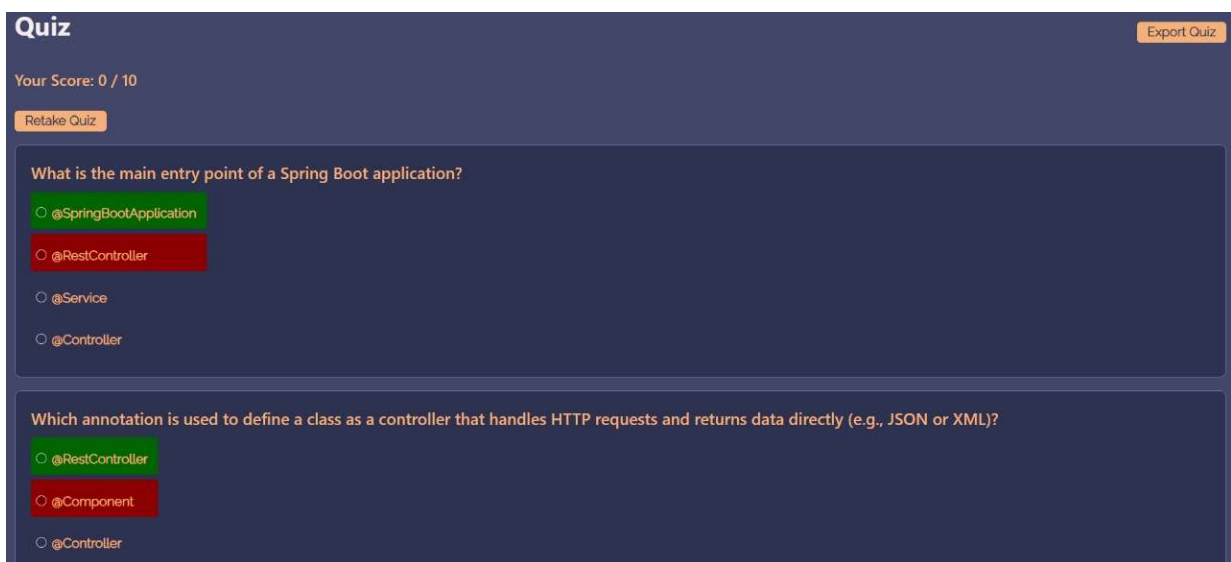 Quiz
Export Quiz
Your Score: 0 / 10
Retake Quiz
What is the main entry point of a Spring Boot application?
@SpringBootApplication
@RestController
@Service
@Controller
Which annotation is used to define a class as a controller that handles HTTP requests and returns data directly (e.g., JSON or XML)?
@RestController
@Component
@Controller